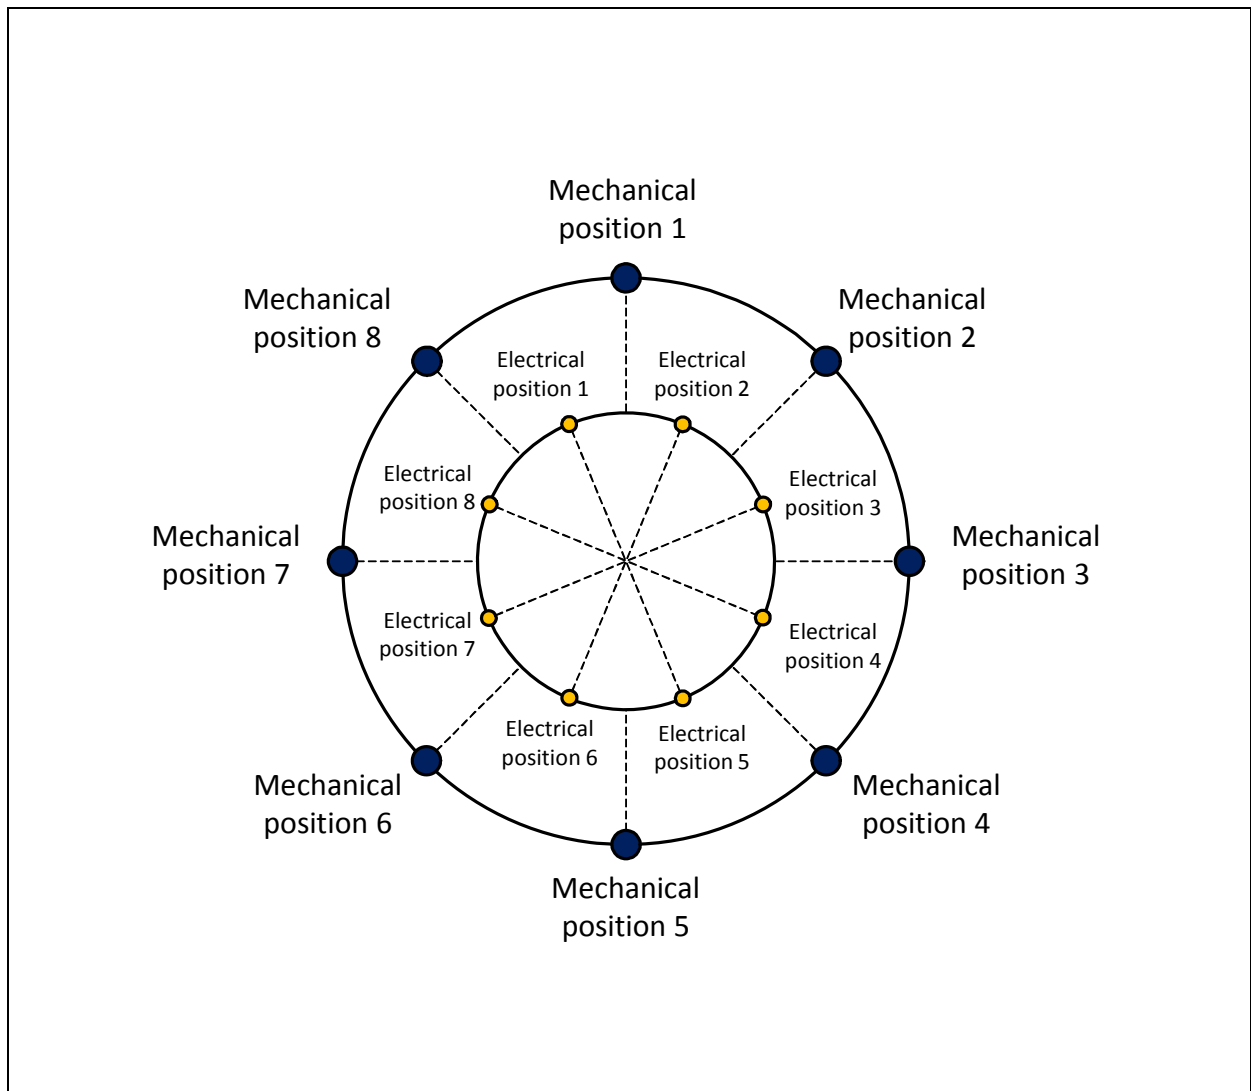 Mechanical
position 1
Mechanical
position 8
Mechanical
position 2
Electrical
position 1
Electrical
position 2
Electrical
position 8
Electrical
position 3
Mechanical
position 7
Mechanical
position 3
Electrical
position 7
Electrical
position 4
Electrical
position 6
Electrical
position 5
Mechanical
position 6
Mechanical
position 4
Mechanical
position 5